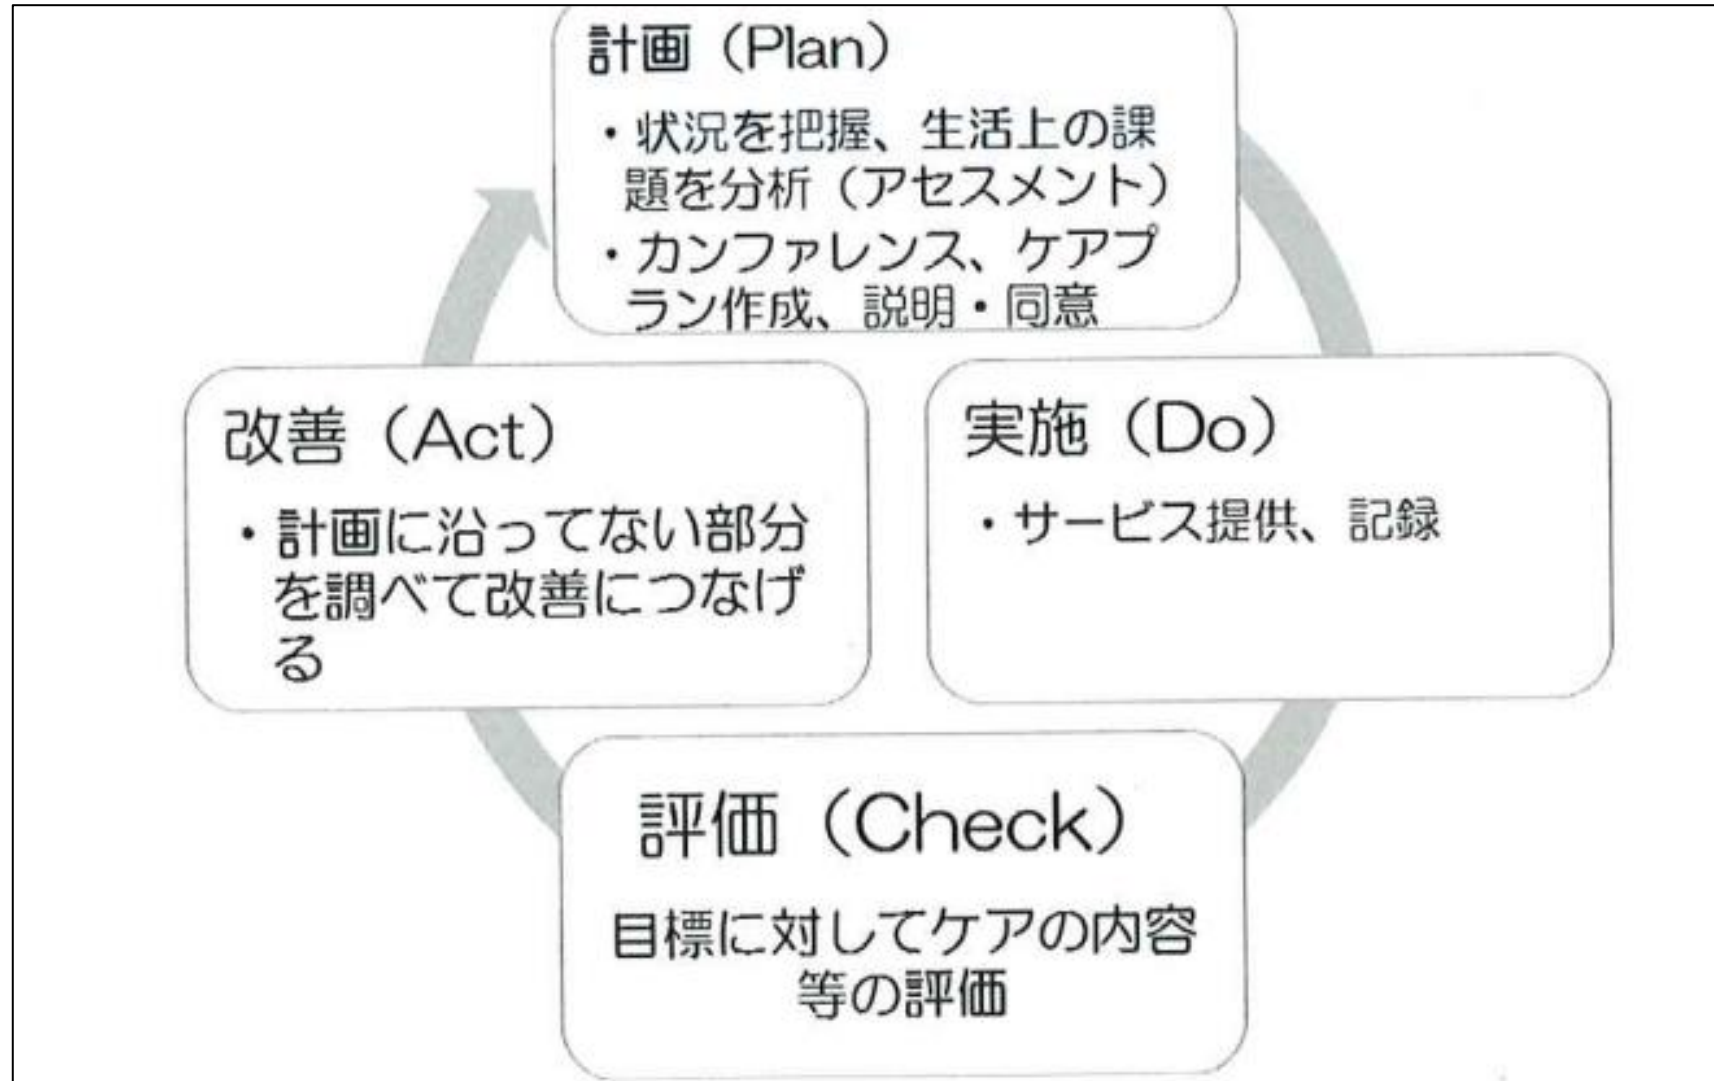 計画（Plan）
・状況を把握、生活上の課
題を分析（アセスメント）
・カンファレンス、ケアプ
ラン作成、説明・同意
実施（Do）
・サービス提供、記録
評価（Check）
目標に対してケアの内容
等の評価
改善（Act）
・計画に沿ってない部分
を調べて改善につなげ
る